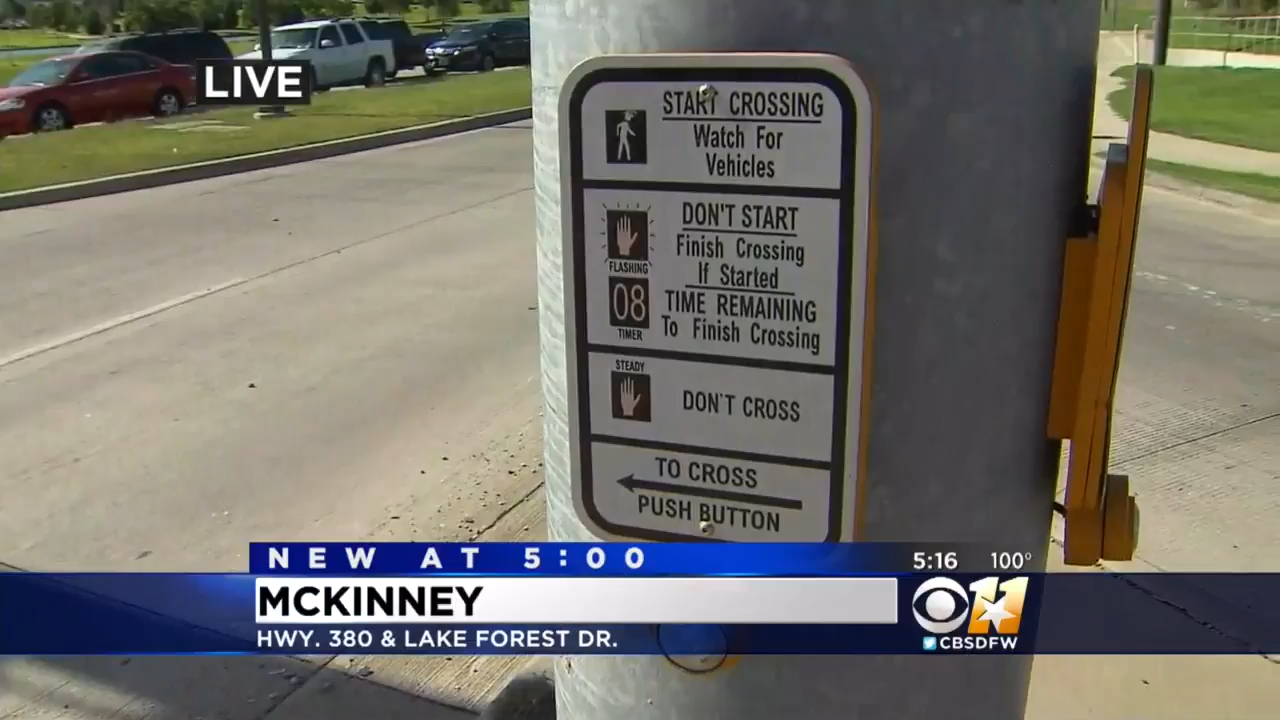 LIVE
START CROSSING
Watch For
Vehicles
DON'T START
Finish Crossing
If Started
FLASHING
08
TIME REMAINING
To Finish Crossing
TIMER
STEADY
DON'T CROSS
TO CROSS
PUSH BUTTON
NEW AT 5:00
5:16 100°
MCKINNEY
11
HWY. 380 & LAKE FOREST DR.
CBSDFW